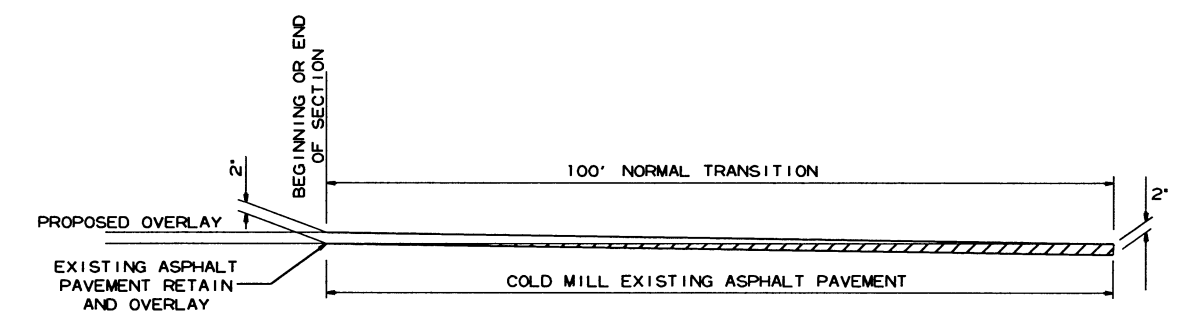 BEGINNING OR END
OF SECTION
2"
100' NORMAL TRANSITION
2"
PROPOSED OVERLAY
EXISTING ASPHALT
PAVEMENT RETAIN
AND OVERLAY
COLD MILL EXISTING ASPHALT PAVEMENT